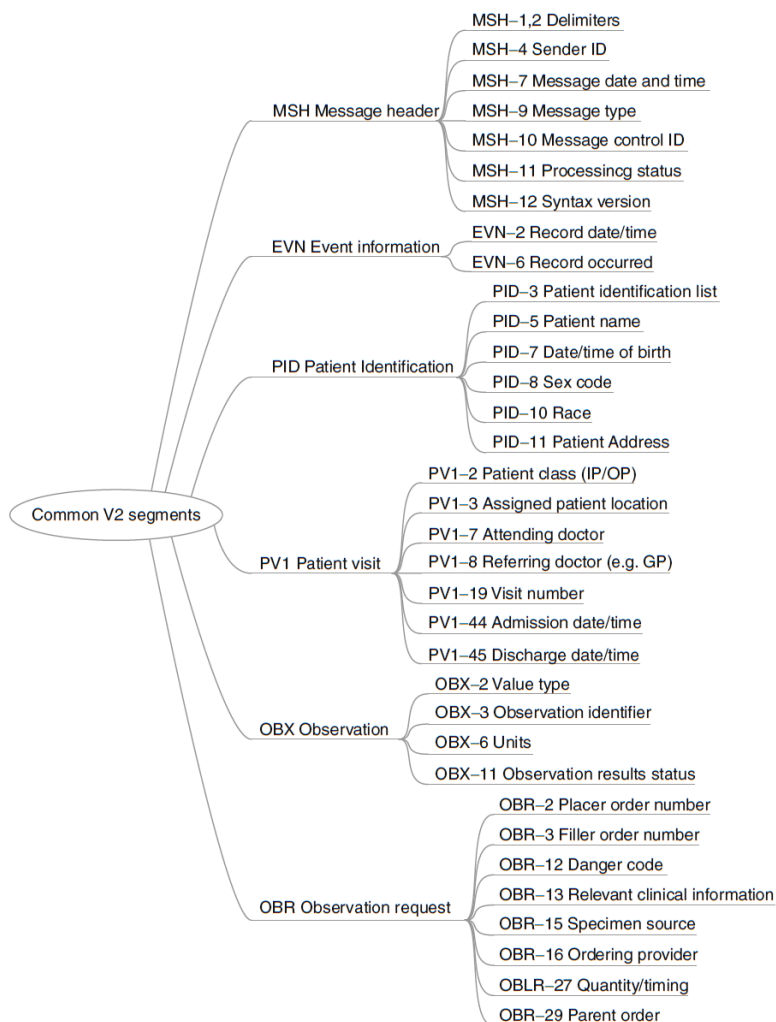 Common V2 segments
MSH Message header
MSH–1,2 Delimiters
MSH–4 Sender ID
MSH–7 Message date and time
MSH–9 Message type
MSH–10 Message control ID
MSH–11 Processincg status
MSH–12 Syntax version
EVN Event information
EVN–2 Record date/time
EVN–6 Record occurred
PID Patient Identification
PID–3 Patient identification list
PID–5 Patient name
PID–7 Date/time of birth
PID–8 Sex code
PID–10 Race
PID–11 Patient Address
PV1 Patient visit
PV1–2 Patient class (IP/OP)
PV1–3 Assigned patient location
PV1–7 Attending doctor
PV1–8 Referring doctor (e.g. GP)
PV1–19 Visit number
PV1–44 Admission date/time
PV1–45 Discharge date/time
OBX Observation
OBX–2 Value type
OBX–3 Observation identifier
OBX–6 Units
OBX–11 Observation results status
OBR Observation request
OBR–2 Placer order number
OBR–3 Filler order number
OBR–12 Danger code
OBR–13 Relevant clinical information
OBR–15 Specimen source
OBR–16 Ordering provider
OBLR–27 Quantity/timing
OBR–29 Parent order